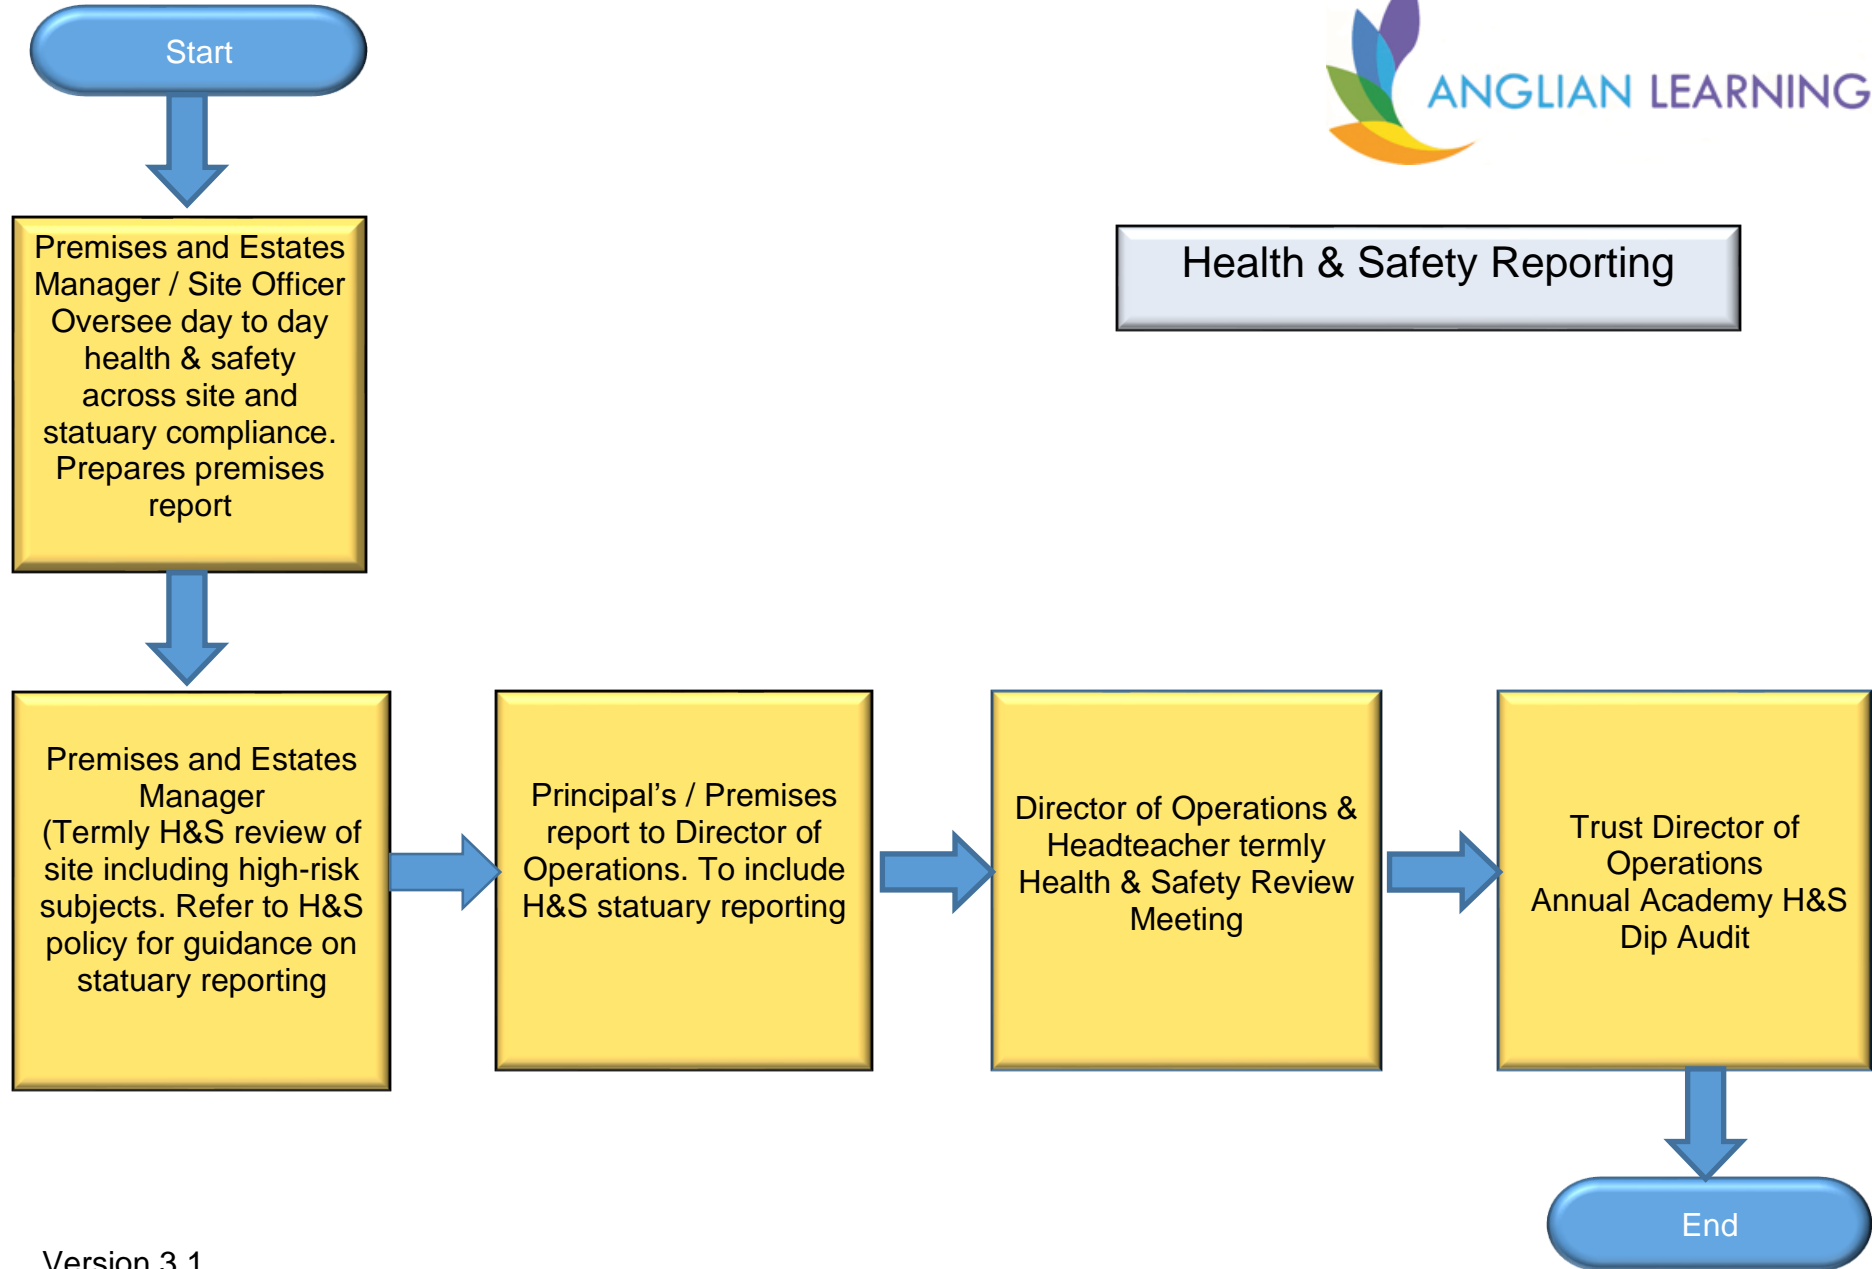 Start
ANGLIAN LEARNING
Health & Safety Reporting
Premises and Estates
Manager / Site Officer
Oversee day to day
health & safety
across site and
statuary compliance.
Prepares premises
report
Premises and Estates
Manager
(Termly H&S review of
site including high-risk
subjects. Refer to H&S
policy for guidance on
statuary reporting
Principal’s / Premises
report to Director of
Operations. To include
H&S statuary reporting
Director of Operations &
Headteacher termly
Health & Safety Review
Meeting
Trust Director of
Operations
Annual Academy H&S
Dip Audit
End
Version 3.1